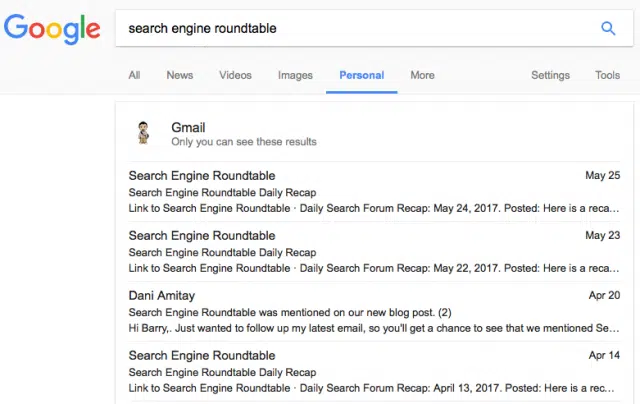 Google
search engine roundtable
All News Videos Images Personal More Settings Tools
Gmail
Only you can see these results
Search Engine Roundtable May 25
Search Engine Roundtable Daily Recap
Link to Search Engine Roundtable · Daily Search Forum Recap: May 24, 2017. Posted: Here is a reca...
Search Engine Roundtable May 23
Search Engine Roundtable Daily Recap
Link to Search Engine Roundtable · Daily Search Forum Recap: May 22, 2017. Posted: Here is a reca...
Dani Amitay Apr 20
Search Engine Roundtable was mentioned on our new blog post. (2)
Hi Barry,. Just wanted to follow up my latest email, so you'll get a chance to see that we mentioned Se...
Search Engine Roundtable Apr 14
Search Engine Roundtable Daily Recap
Link to Search Engine Roundtable · Daily Search Forum Recap: April 13, 2017. Posted: Here is a rec...